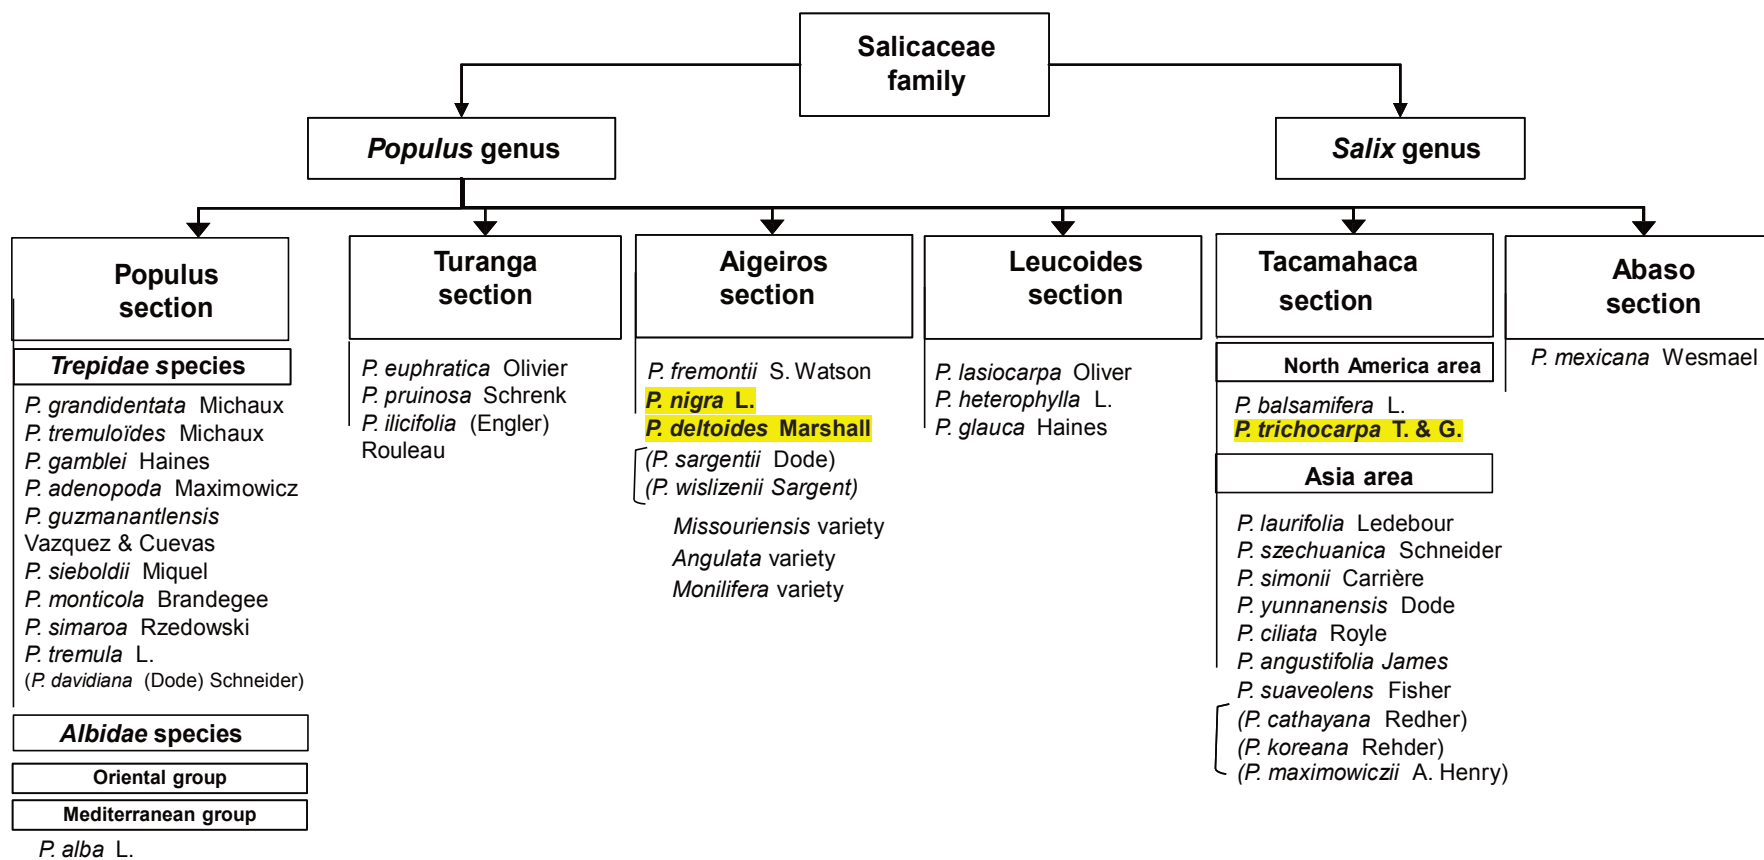 Salicaceae
family
Populus genus
Salix genus
Populus
section
Trepidae species
P. grandidentata Michaux
P. tremuloïdes Michaux
P. gamblei Haines
P. adenopoda Maximowicz
P. guzmanantlensis
Vazquez & Cuevas
P. sieboldii Miquel
P. monticola Brandegee
P. simaroa Rzedowski
P. tremula L.
(P. davidiana (Dode) Schneider)
Albidae species
Oriental group
Mediterranean group
P. alba L.
Turanga
section
P. euphratica Olivier
P. pruinosa Schrenk
P. ilicifolia (Engler)
Rouleau
Aigeiros
section
P. fremontii S. Watson
P. nigra L.
P. deltoides Marshall
(P. sargentii Dode)
(P. wislizenii Sargent)
Missouriensis variety
Angulata variety
Monilifera variety
Leucoides
section
P. lasiocarpa Oliver
P. heterophylla L.
P. glauca Haines
Tacamahaca
section
North America area
P. balsamifera L.
P. trichocarpa T. & G.
Asia area
P. laurifolia Ledebour
P. szechuanica Schneider
P. simonii Carrière
P. yunnanensis Dode
P. ciliata Royle
P. angustifolia James
P. suaveolens Fisher
(P. cathayana Redher)
(P. koreana Rehder)
(P. maximowiczii A. Henry)
Abaso
section
P. mexicana Wesmael